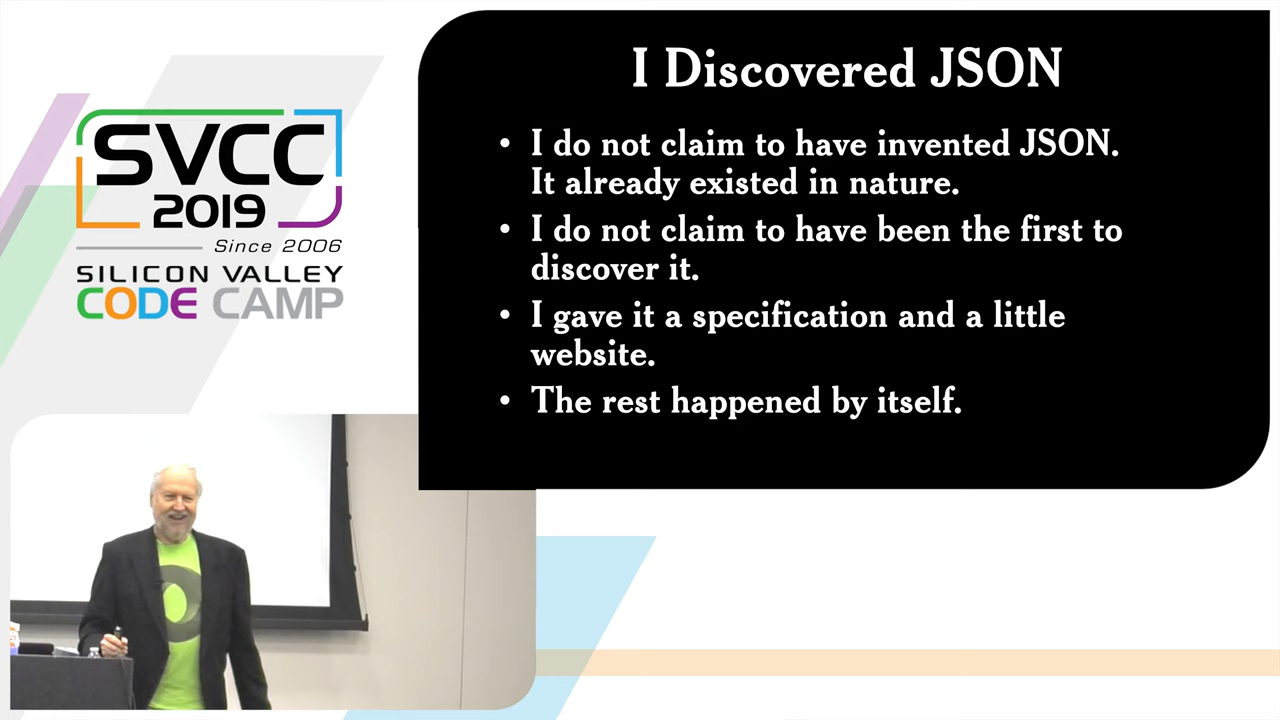 SVCC
2019
Since 2006
SILICON VALLEY
CODE CAMP
I Discovered JSON
• I do not claim to have invented JSON.
It already existed in nature.
• I do not claim to have been the first to
discover it.
• I gave it a specification and a little
website.
• The rest happened by itself.